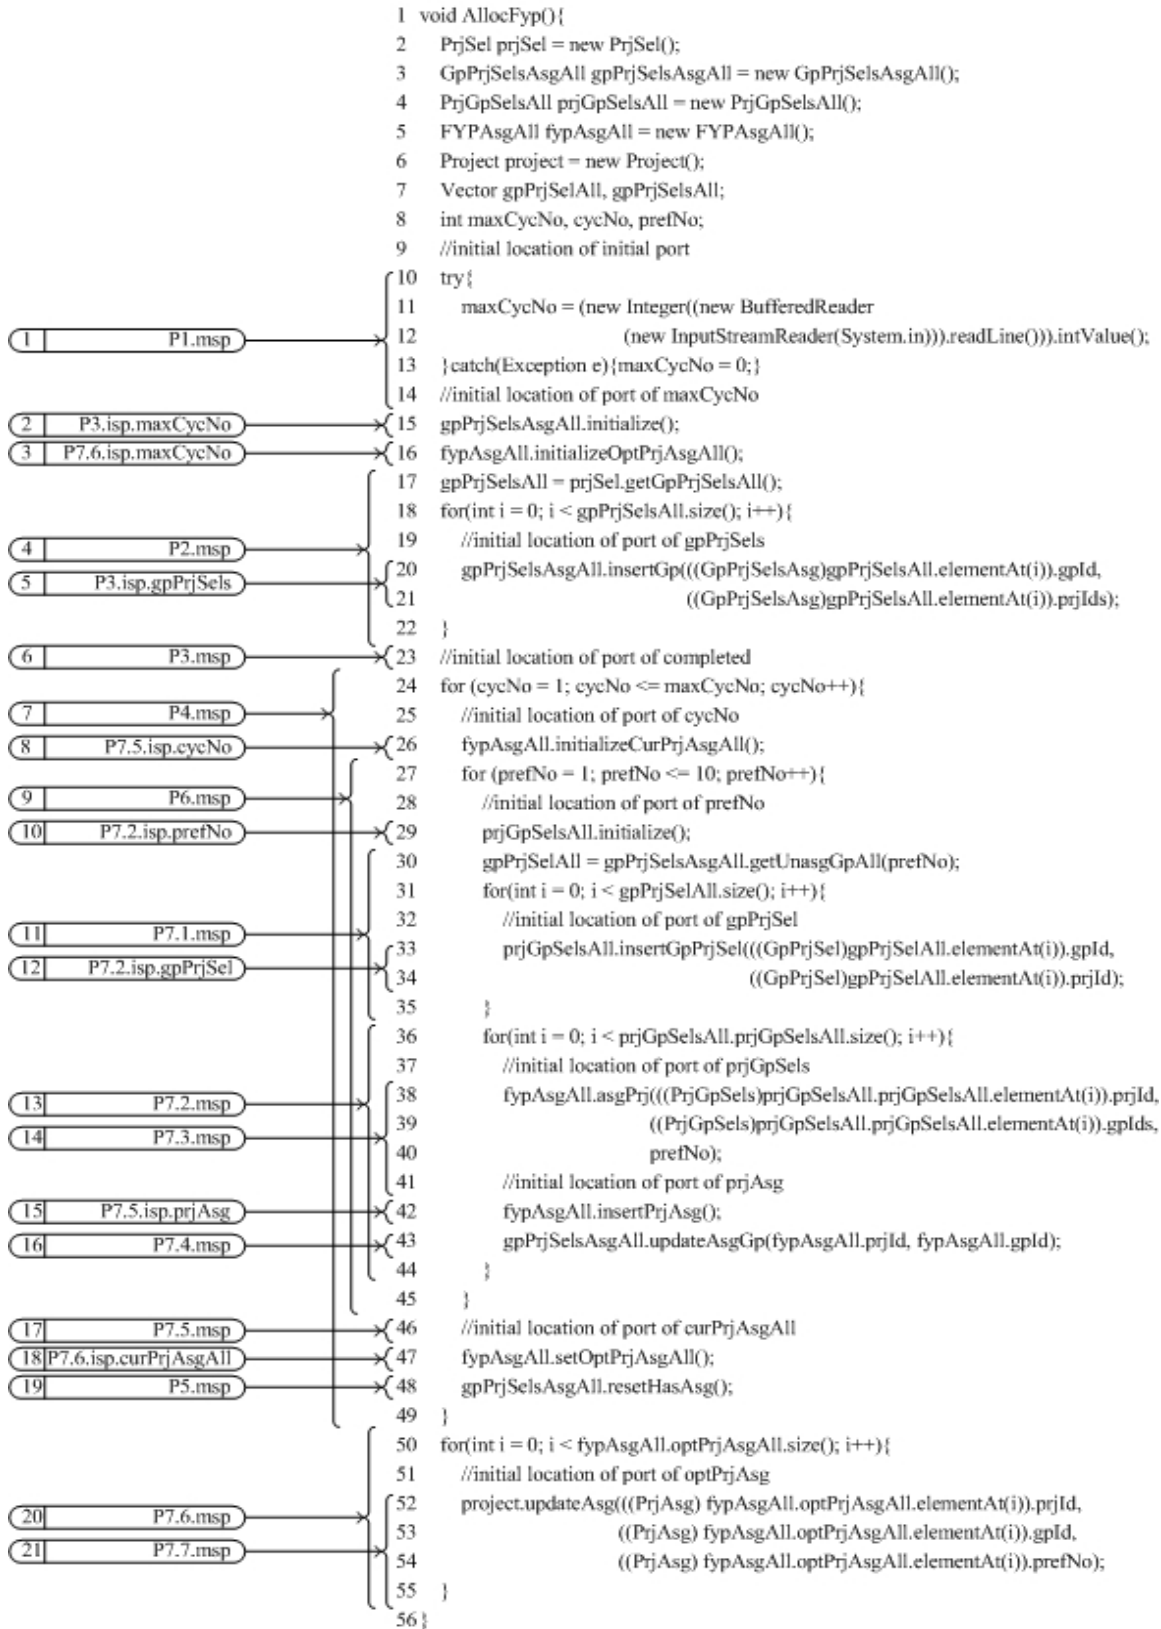 1 void AllocFyp(){
2 PrjSel prjSel = new PrjSel();
3 GpPrjSelsAsgAll gpPrjSelsAsgAll = new GpPrjSelsAsgAll();
4 PrjGpSelsAll prjGpSelsAll = new PrjGpSelsAll();
5 FYPAsgAll fypAsgAll = new FYPAsgAll();
6 Project project = new Project();
7 Vector gpPrjSelAll, gpPrjSelsAll;
8 int maxCycNo, cycNo, prefNo;
9 //initial location of initial port
10 try{
11 maxCycNo = (new Integer((new BufferedReader
1 P1.msp 12 (new InputStreamReader(System.in))).readLine())).intValue();
13 }catch(Exception e){maxCycNo = 0;}
14 //initial location of port of maxCycNo
2 P3.isp.maxCycNo 15 gpPrjSelsAsgAll.initialize();
3 P7.6.isp.maxCycNo 16 fypAsgAll.initializeOptPrjAsgAll();
17 gpPrjSelsAll = prjSel.getGpPrjSelsAll();
18 for(int i = 0; i < gpPrjSelsAll.size(); i++){
4 P2.msp 19 //initial location of port of gpPrjSels
5 P3.isp.gpPrjSels 20 gpPrjSelsAsgAll.insertGp(((GpPrjSelsAsg)gpPrjSelsAll.elementAt(i)).gpId,
21 ((GpPrjSelsAsg)gpPrjSelsAll.elementAt(i)).prjIds);
22 }
6 P3.msp 23 //initial location of port of completed
24 for (cycNo = 1; cycNo <= maxCycNo; cycNo++){
7 P4.msp 25 //initial location of port of cycNo
8 P7.5.isp.cycNo 26 fypAsgAll.initializeCurPrjAsgAll();
27 for (prefNo = 1; prefNo <= 10; prefNo++){
9 P6.msp 28 //initial location of port of prefNo
10 P7.2.isp.prefNo 29 prjGpSelsAll.initialize();
30 gpPrjSelAll = gpPrjSelsAsgAll.getUnasgGpAll(prefNo);
31 for(int i = 0; i < gpPrjSelAll.size(); i++){
11 P7.1.msp 32 //initial location of port of gpPrjSel
12 P7.2.isp.gpPrjSel 33 prjGpSelsAll.insertGpPrjSel(((GpPrjSel)gpPrjSelAll.elementAt(i)).gpId,
34 ((GpPrjSel)gpPrjSelAll.elementAt(i)).prjId);
35 }
36 for(int i = 0; i < prjGpSelsAll.prjGpSelsAll.size(); i++){
37 //initial location of port of prjGpSels
13 P7.2.msp 38 fypAsgAll.asgPrj(((PrjGpSels)prjGpSelsAll.prjGpSelsAll.elementAt(i)).prjId,
14 P7.3.msp 39 ((PrjGpSels)prjGpSelsAll.prjGpSelsAll.elementAt(i)).gpIds,
40 prefNo);
41 //initial location of port of prjAsg
15 P7.5.isp.prjAsg 42 fypAsgAll.insertPrjAsg();
16 P7.4.msp 43 gpPrjSelsAsgAll.updateAsgGp(fypAsgAll.prjId, fypAsgAll.gpId);
44 }
45 }
17 P7.5.msp 46 //initial location of port of curPrjAsgAll
18 P7.6.isp.curPrjAsgAll 47 fypAsgAll.setOptPrjAsgAll();
19 P5.msp 48 gpPrjSelsAsgAll.resetHasAsg();
49 }
50 for(int i = 0; i < fypAsgAll.optPrjAsgAll.size(); i++){
51 //initial location of port of optPrjAsg
20 P7.6.msp 52 project.updateAsg(((PrjAsg) fypAsgAll.optPrjAsgAll.elementAt(i)).prjId,
53 ((PrjAsg) fypAsgAll.optPrjAsgAll.elementAt(i)).gpId,
21 P7.7.msp 54 ((PrjAsg) fypAsgAll.optPrjAsgAll.elementAt(i)).prefNo);
55 }
56 }